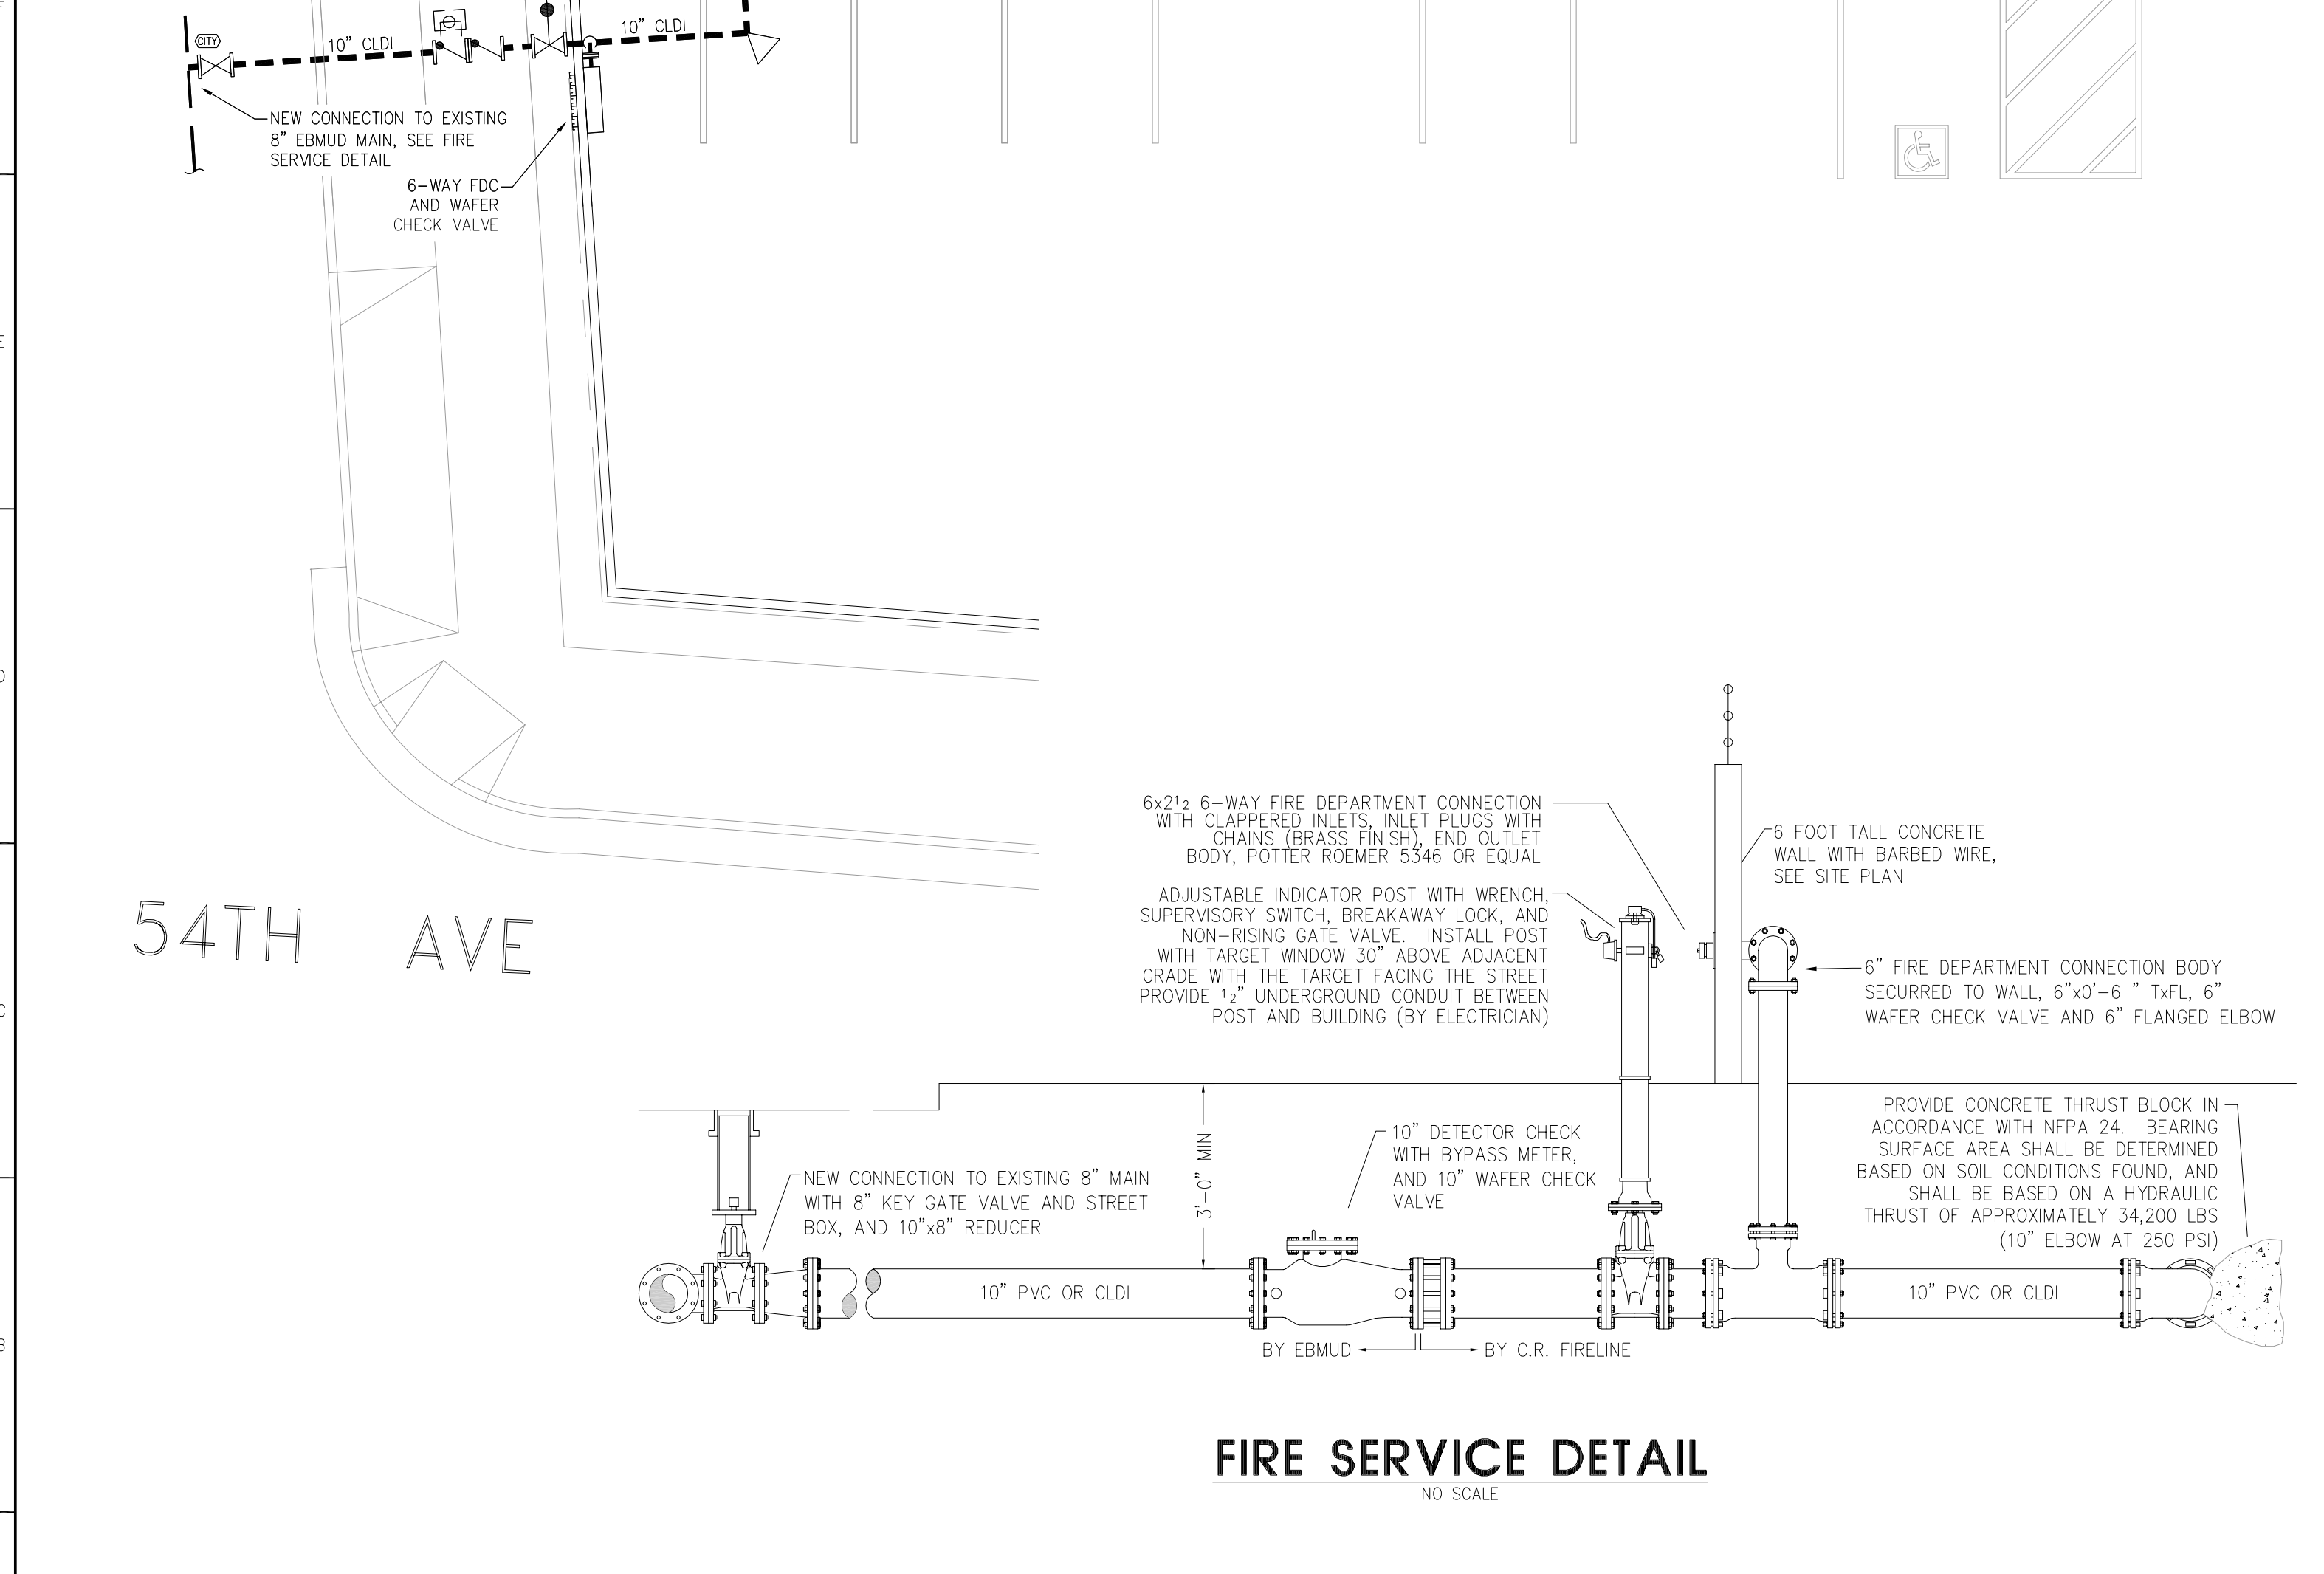 CITY
10" CLDI
10" CLDI
NEW CONNECTION TO EXISTING
8" EBMUD MAIN, SEE FIRE
SERVICE DETAIL
6-WAY FDC
AND WAFER
CHECK VALVE
E
D
54TH AVE
C
B
6x2½ 6-WAY FIRE DEPARTMENT CONNECTION
WITH CLAPPERED INLETS, INLET PLUGS WITH
CHAINS (BRASS FINISH), END OUTLET
BODY, POTTER ROEMER 5346 OR EQUAL
ADJUSTABLE INDICATOR POST WITH WRENCH,
SUPERVISORY SWITCH, BREAKAWAY LOCK, AND
NON-RISING GATE VALVE. INSTALL POST
WITH TARGET WINDOW 30" ABOVE ADJACENT
GRADE WITH THE TARGET FACING THE STREET
PROVIDE ½" UNDERGROUND CONDUIT BETWEEN
POST AND BUILDING (BY ELECTRICIAN)
6 FOOT TALL CONCRETE
WALL WITH BARBED WIRE,
SEE SITE PLAN
6" FIRE DEPARTMENT CONNECTION BODY
SECURRED TO WALL, 6"x0'-6 " TxFL, 6"
WAFER CHECK VALVE AND 6" FLANGED ELBOW
NEW CONNECTION TO EXISTING 8" MAIN
WITH 8" KEY GATE VALVE AND STREET
BOX, AND 10"x8" REDUCER
3'-0" MIN
10" DETECTOR CHECK
WITH BYPASS METER,
AND 10" WAFER CHECK
VALVE
PROVIDE CONCRETE THRUST BLOCK IN
ACCORDANCE WITH NFPA 24. BEARING
SURFACE AREA SHALL BE DETERMINED
BASED ON SOIL CONDITIONS FOUND, AND
SHALL BE BASED ON A HYDRAULIC
THRUST OF APPROXIMATELY 34,200 LBS
(10" ELBOW AT 250 PSI)
10" PVC OR CLDI
10" PVC OR CLDI
BY EBMUD
BY C.R. FIRELINE
FIRE SERVICE DETAIL
NO SCALE